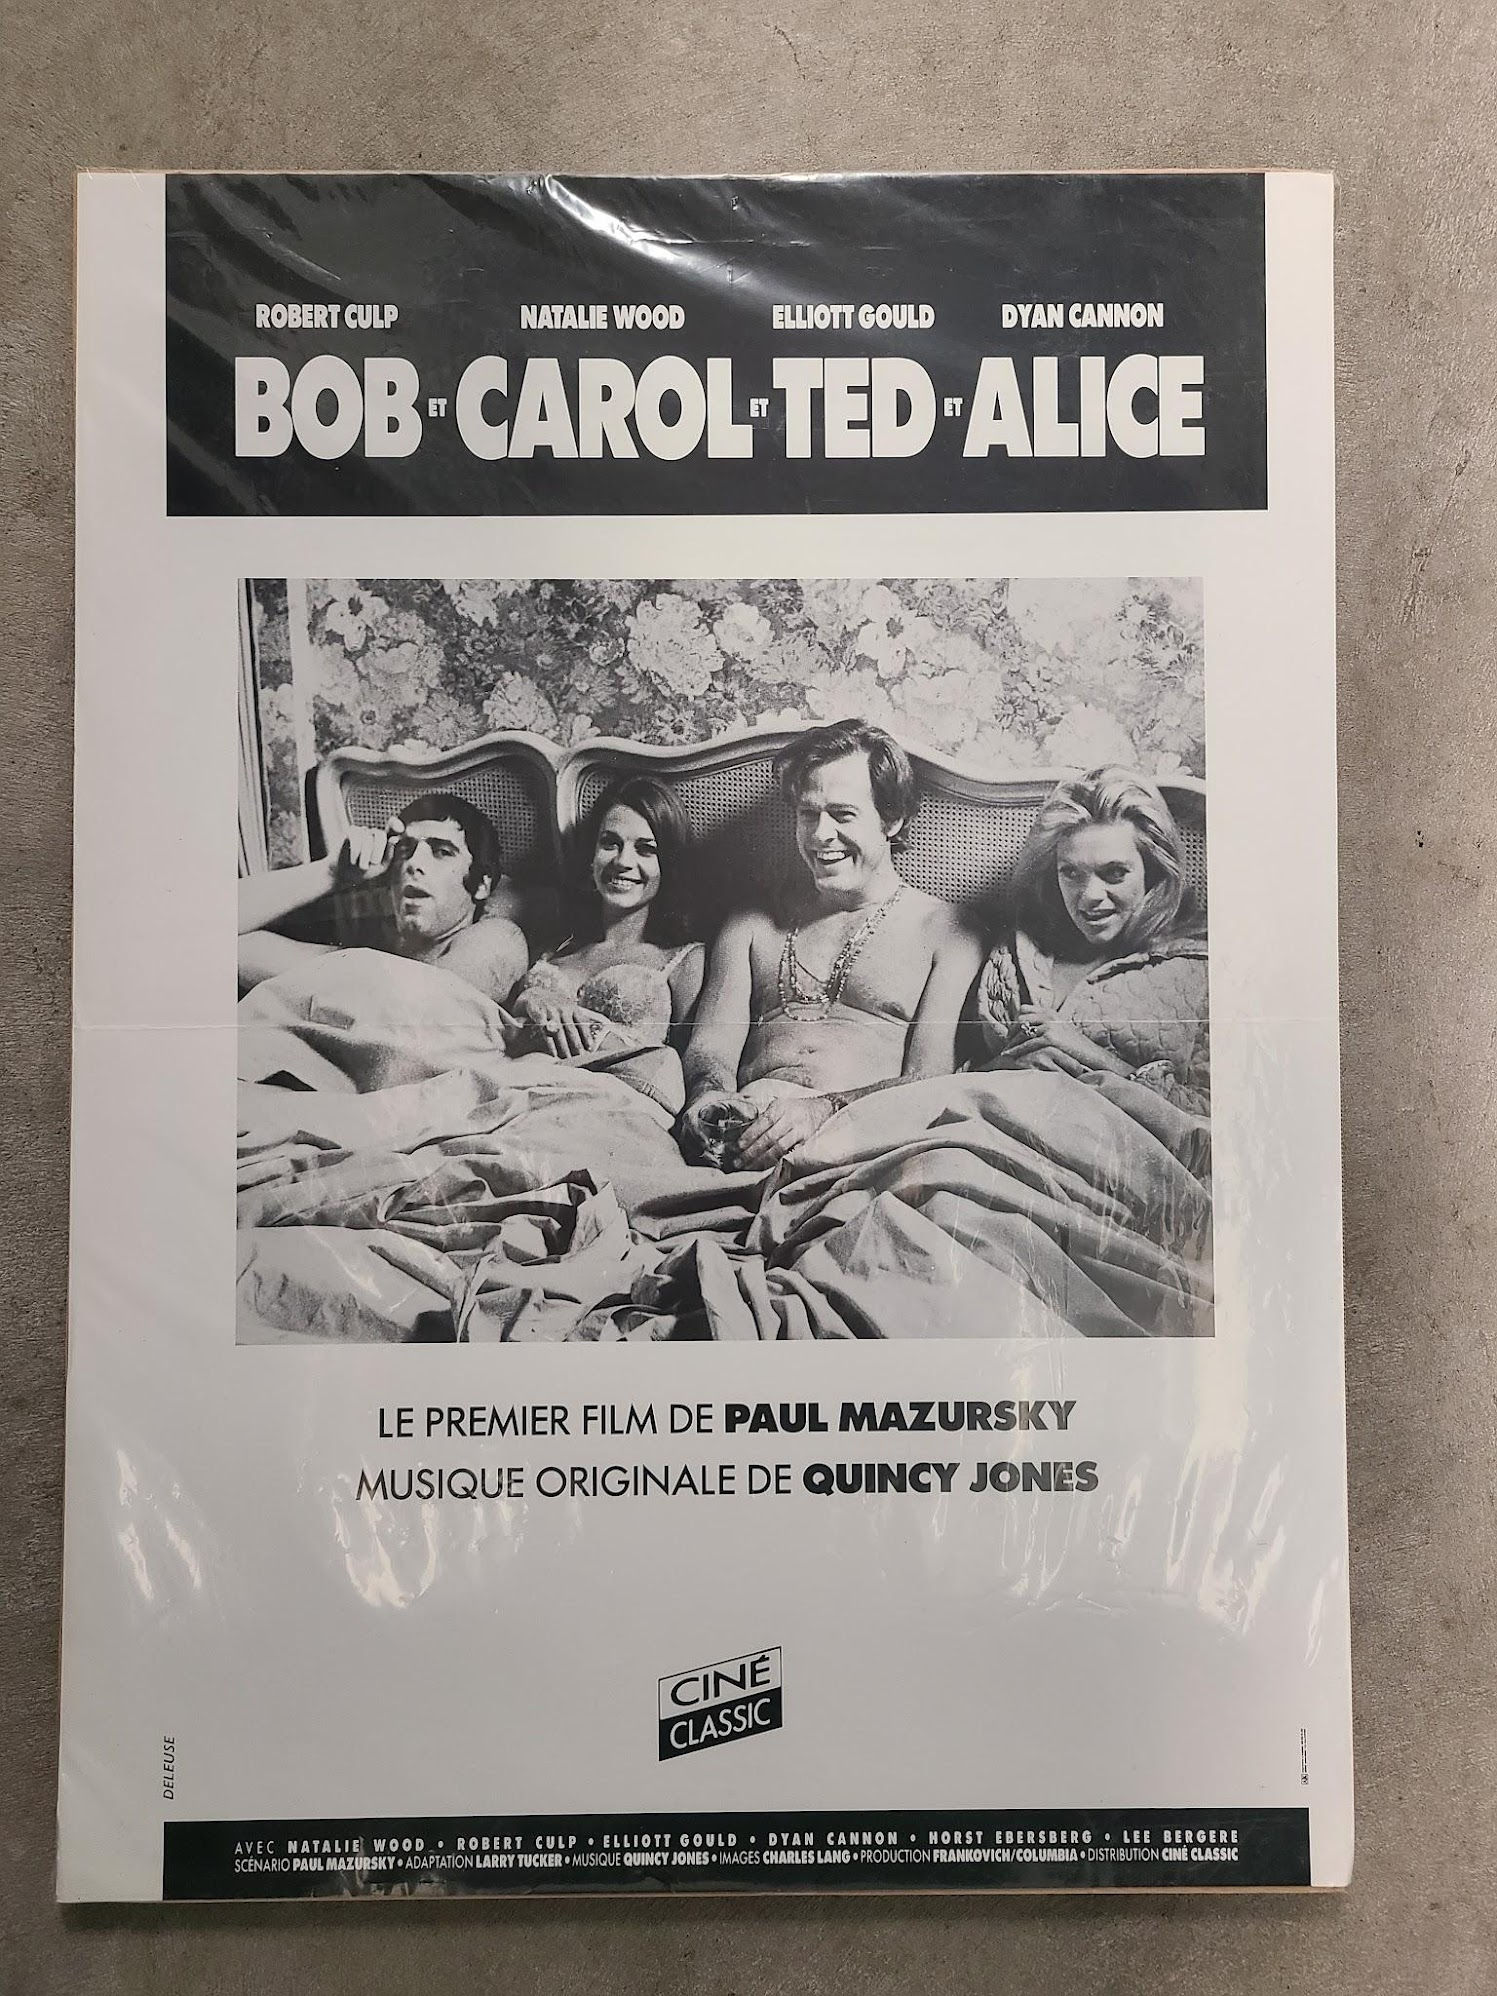 ROBERT CULP NATALIE WOOD ELLIOTT GOULD DYAN CANNON
BOB ET CAROL ET TED ET ALICE
LE PREMIER FILM DE PAUL MAZURSKY
MUSIQUE ORIGINALE DE QUINCY JONES
CINÉ
CLASSIC
DELEUSE
AVEC NATALIE WOOD • ROBERT CULP • ELLIOTT GOULD • DYAN CANNON • HORST EBERSBERG • LEE BERGERE
SCÉNARIO PAUL MAZURSKY • ADAPTATION LARRY TUCKER • MUSIQUE QUINCY JONES • IMAGES CHARLES LANG • PRODUCTION FRANKOVICH/COLUMBIA • DISTRIBUTION CINÉ CLASSIC